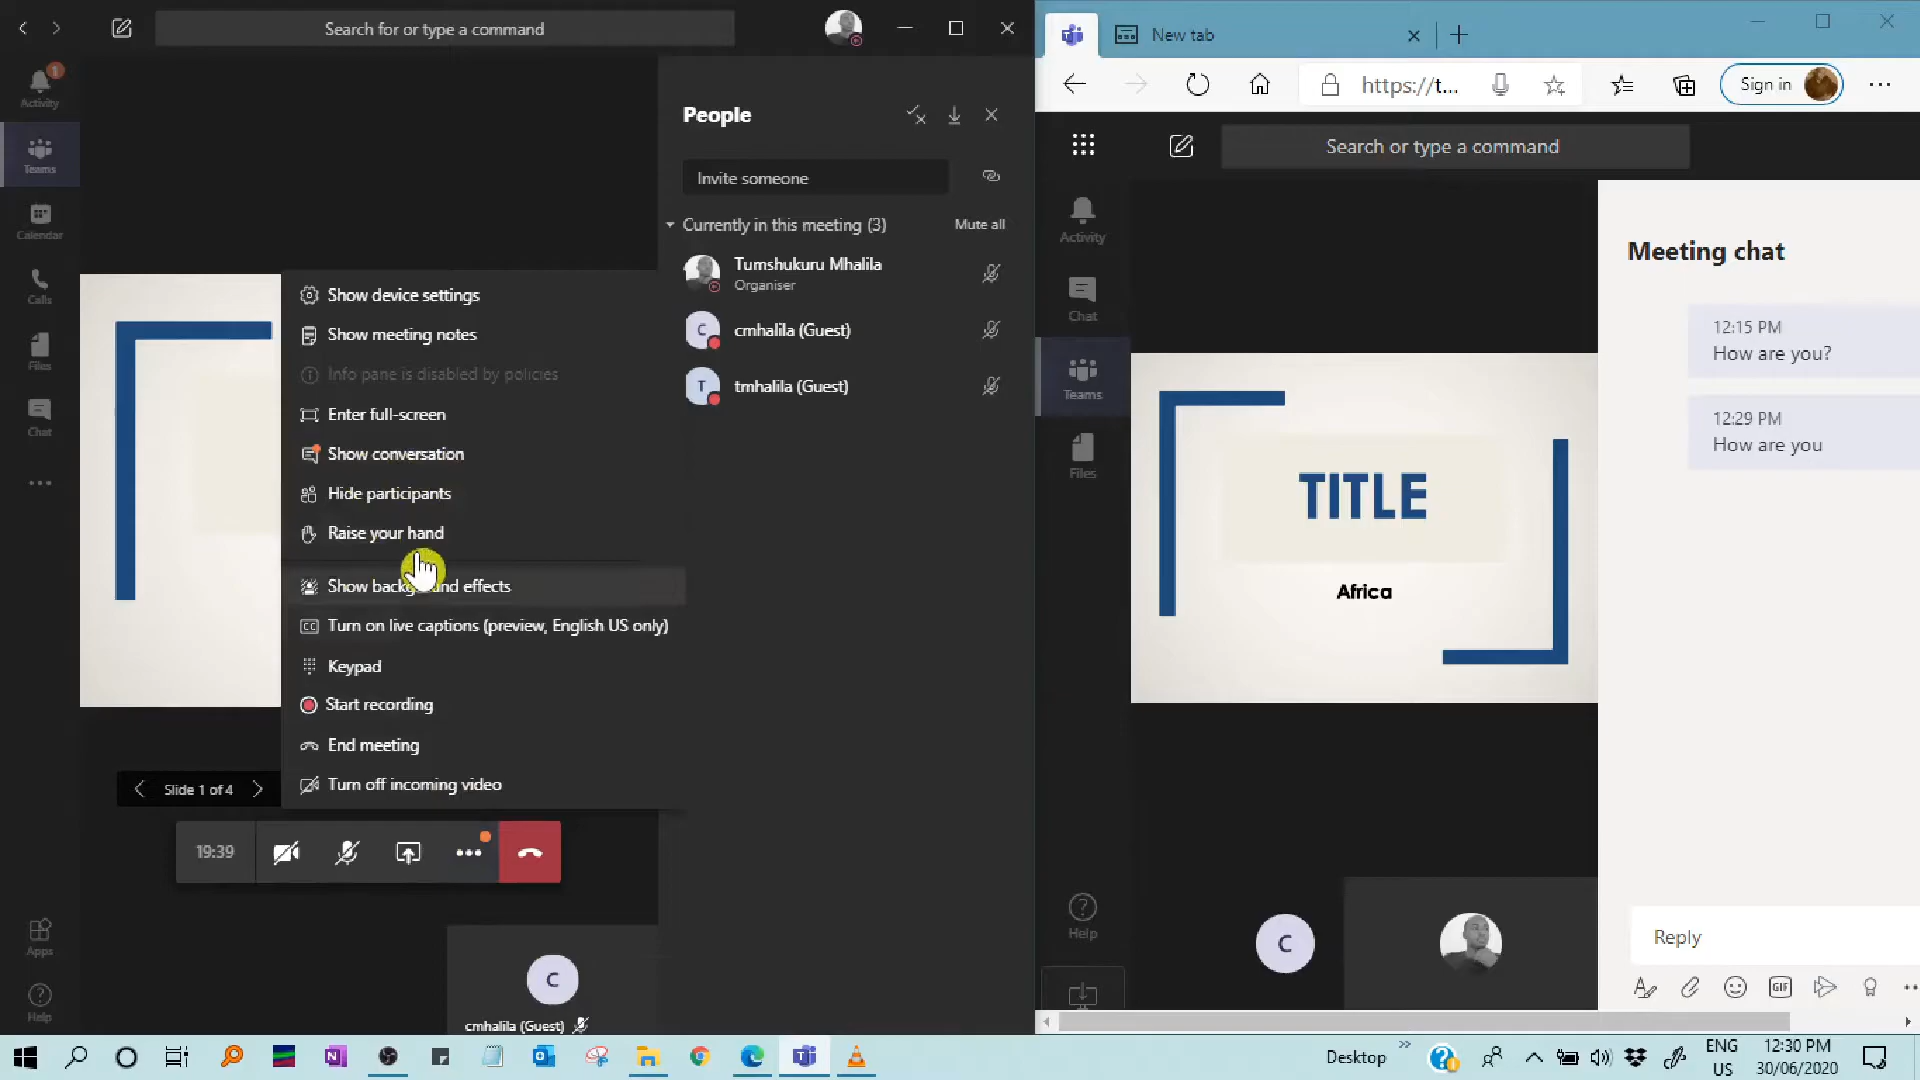 Search for or type a command
1
Activity
Teams
Calendar
Calls
Files
Chat
Apps
Help
People
Invite someone
Currently in this meeting (3)
Mute all
Tumshukuru Mhalila
Organiser
C
cmhalila (Guest)
T
tmhalila (Guest)
Show device settings
Show meeting notes
Info pane is disabled by policies
Enter full-screen
Show conversation
Hide participants
Raise your hand
Show background effects
CC
Turn on live captions (preview, English US only)
Keypad
Start recording
End meeting
Turn off incoming video
Slide 1 of 4
19:39
C
cmhalila (Guest)
New tab
https://t...
Sign in
Search or type a command
Activity
Chat
Teams
Files
Help
TITLE
Africa
C
Meeting chat
12:15 PM
How are you?
12:29 PM
How are you
Reply
GIF
Desktop
ENG
US
12:30 PM
30/06/2020